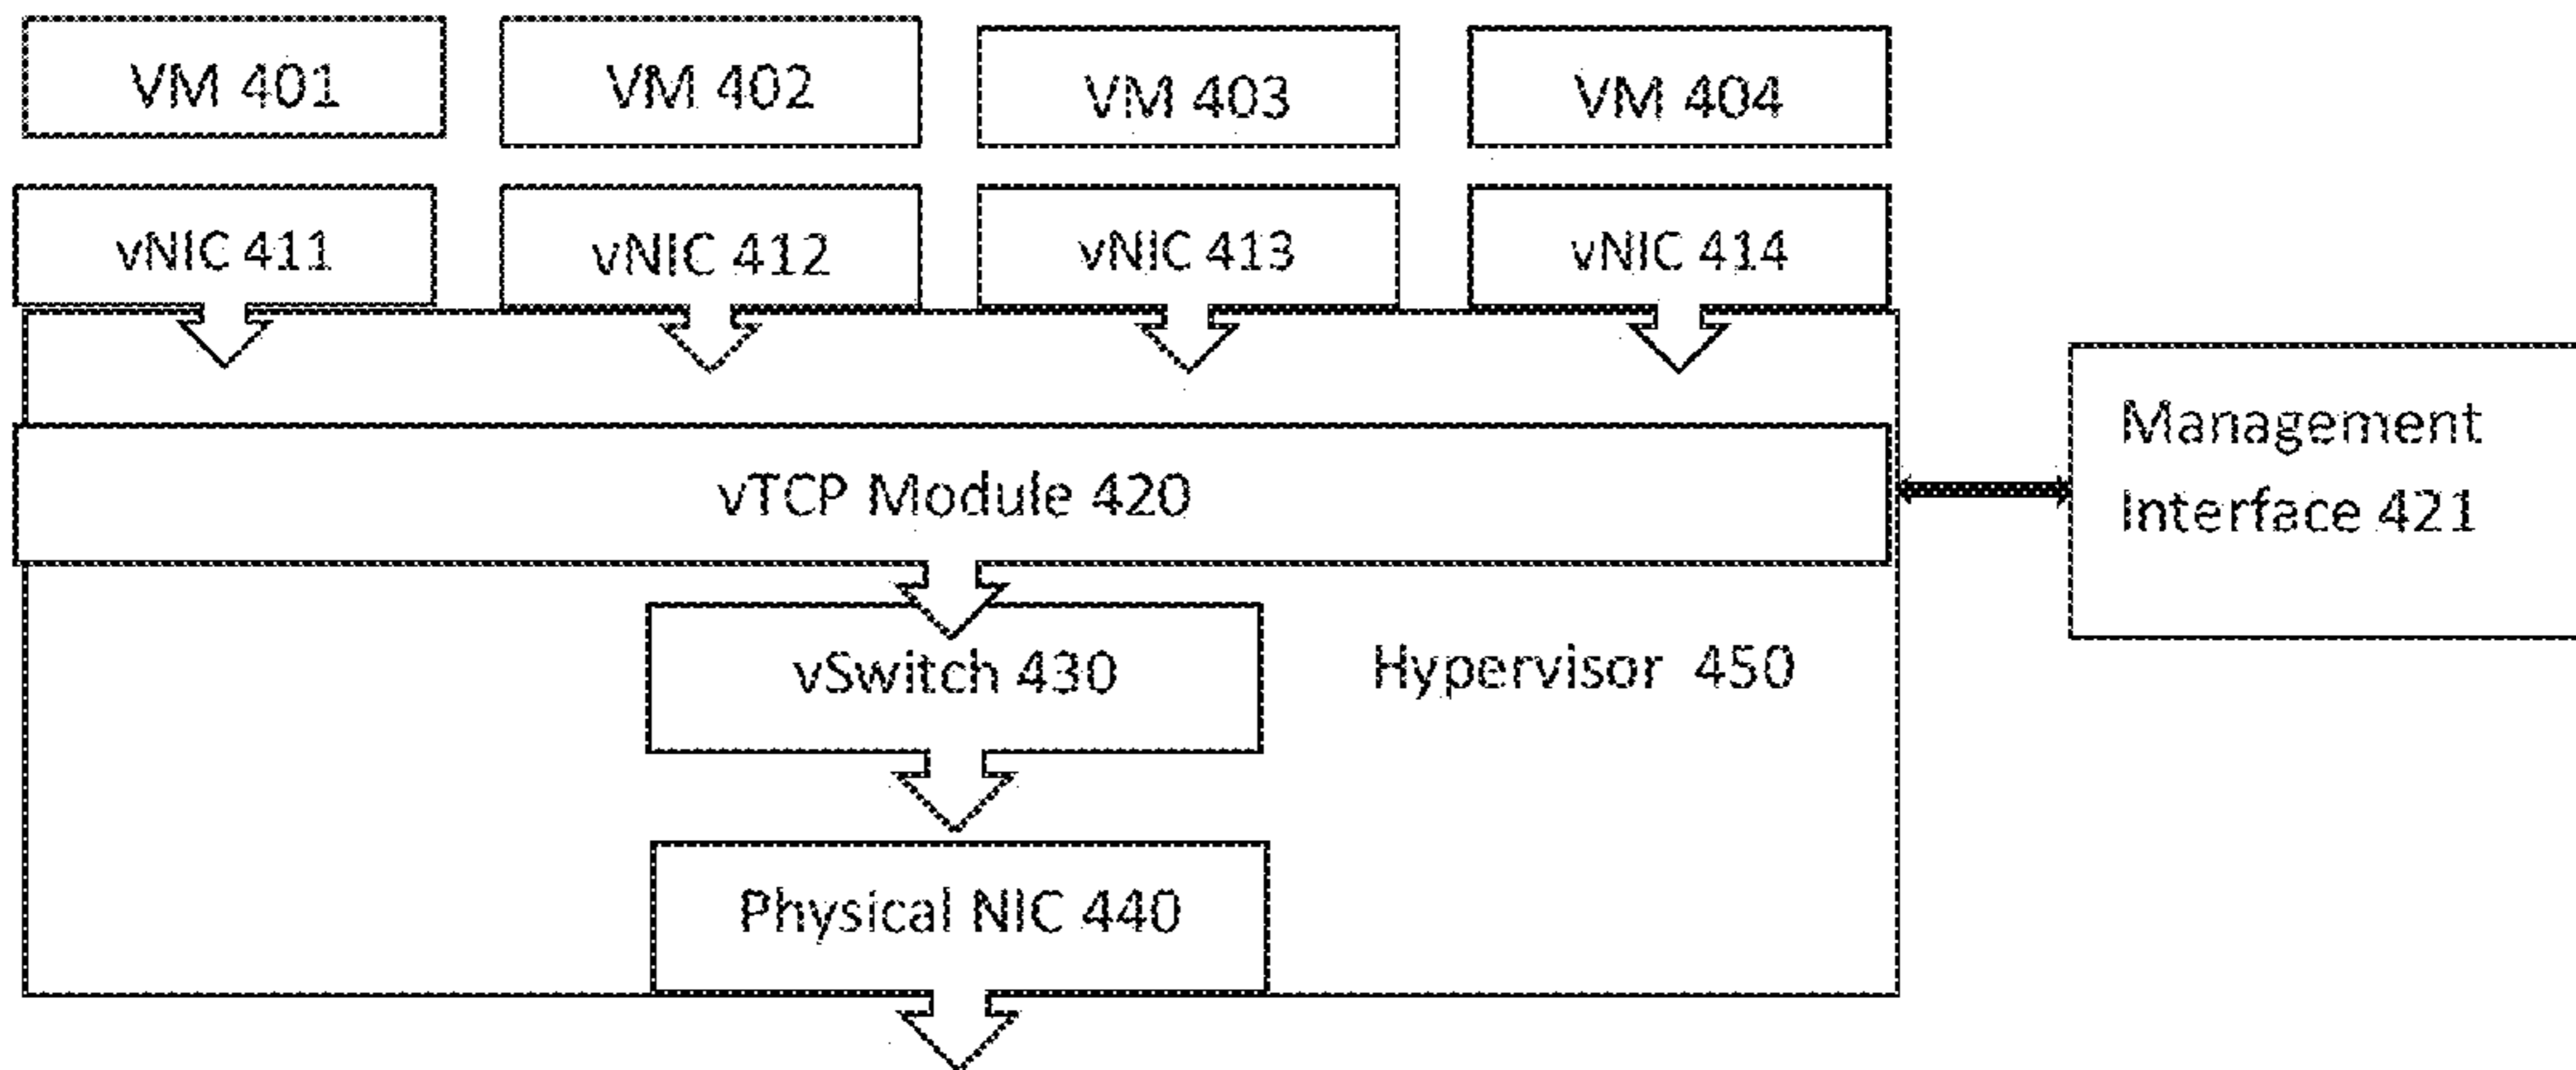 VM 401
VM 402
VM 403
VM 404
vNIC 411
vNIC 412
vNIC 413
vNIC 414
vTCP Module 420
Management
Interface 421
vSwitch 430
Hypervisor 450
Physical NIC 440